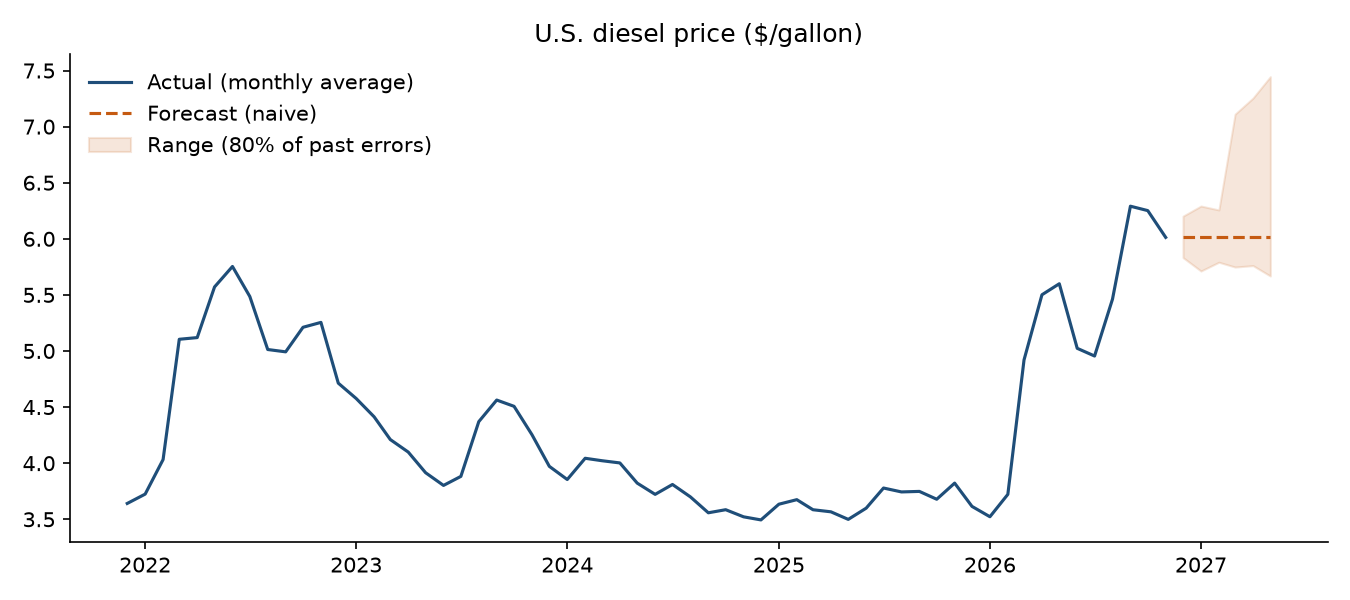 U.S. diesel price ($/gallon)
Actual (monthly average)
Forecast (naive)
Range (80% of past errors)
7.5
7.0
6.5
6.0
5.5
5.0
4.5
4.0
3.5
2022 2023 2024 2025 2026 2027